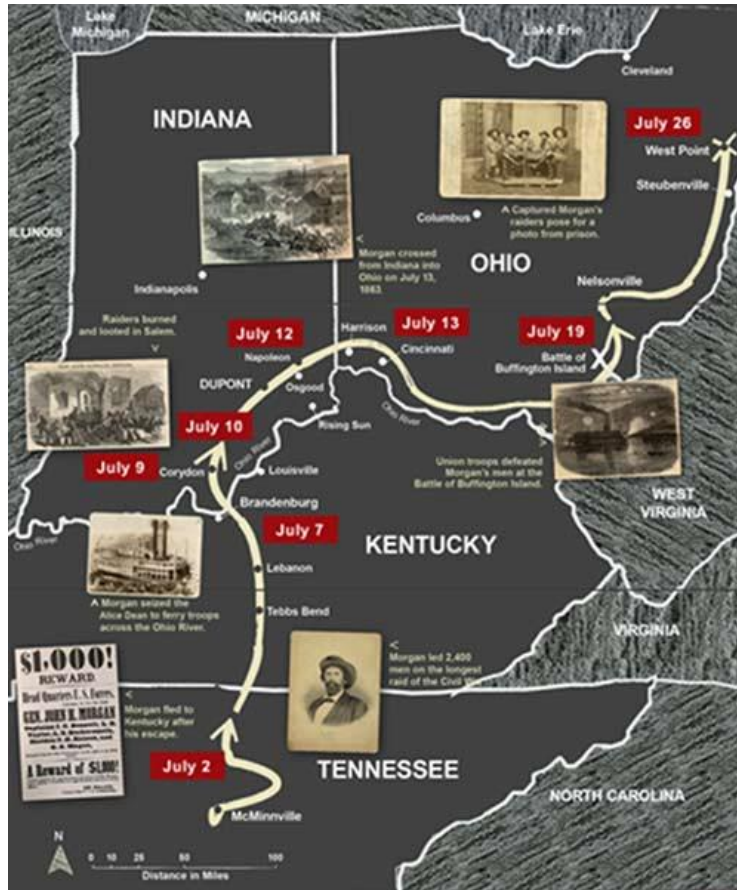 Lake
Michigan
MICHIGAN
Lake Erie
Cleveland
INDIANA
July 26
West Point
Steubenville
Columbus
˄ Captured Morgan's
raiders pose for a
photo from prison.
ILLINOIS
OHIO
˂
Morgan crossed
from Indiana into
Ohio on July 13,
1863.
Indianapolis
Nelsonville
Raiders burned
and looted in Salem.
˅
July 12
Harrison
July 13
July 19
Napoleon
Cincinnati
Battle of
Buffington Island
DUPONT
Osgood
Rising Sun
Ohio River
July 10
Ohio River
July 9
Corydon
Louisville
Union troops defeated
Morgan's men at the
Battle of Buffington Island.
WEST
VIRGINIA
Brandenburg
July 7
Ohio River
KENTUCKY
Lebanon
˄ Morgan seized the
Alice Dean to ferry troops
across the Ohio River.
Tebbs Bend
VIRGINIA
$1,000!
REWARD.
Head Quarters U. S. Forces,
GEN. JOHN H. MORGAN
A Reward of $1,000!
˂
Morgan led 2,400
men on the longest
raid of the Civil
˂
Morgan fled to
Kentucky after
his escape.
July 2
TENNESSEE
McMinnville
NORTH CAROLINA
N
0 10 25 50 100
Distance in Miles